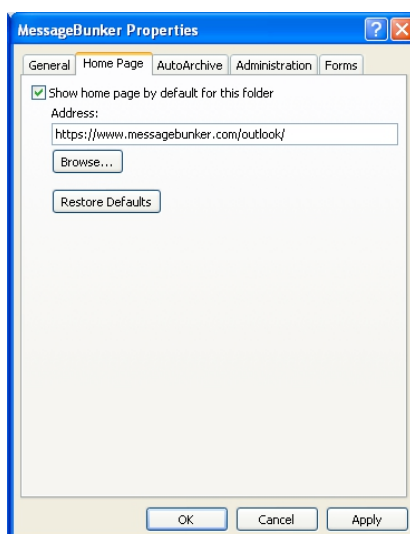 MessageBunker Properties
General Home Page AutoArchive Administration Forms
Show home page by default for this folder
Address:
https://www.messagebunker.com/outlook/
Browse...
Restore Defaults
OK Cancel Apply